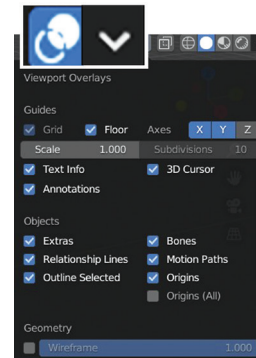 Viewport Overlays
Guides
Grid Floor Axes X Y Z
Scale 1.000 Subdivisions 10
Text Info 3D Cursor
Annotations
Objects
Extras Bones
Relationship Lines Motion Paths
Outline Selected Origins
Origins (All)
Geometry
Wireframe 1.000